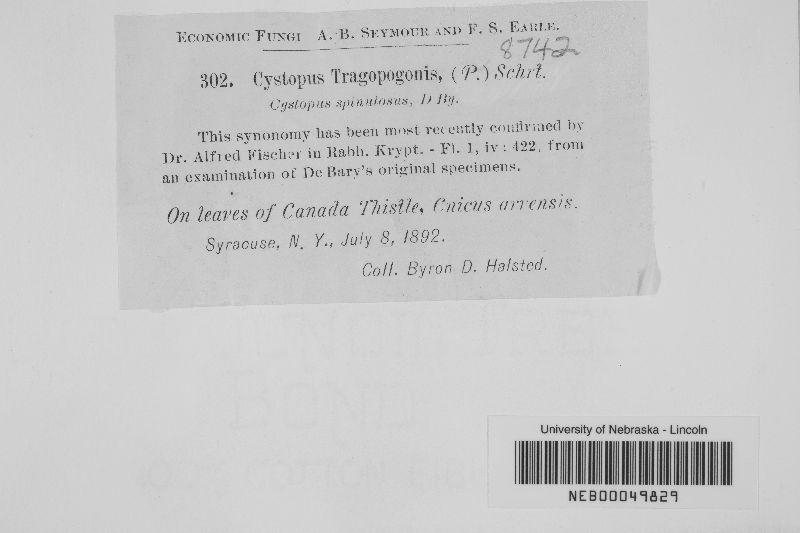 Economic Fungi A. B. Seymour and F. S. Earle.
8742
302. Cystopus Tragopogonis, (P.) Schrt.
Cystopus spinulosus, D By.
This synonomy has been most recently confirmed by
Dr. Alfred Fischer in Rabh. Krypt. - Fl. 1, iv : 422, from
an examination of De Bary's original specimens.
On leaves of Canada Thistle, Cnicus arvensis.
Syracuse, N. Y., July 8, 1892.
Coll. Byron D. Halsted.
BOND
University of Nebraska - Lincoln
NEB00049829